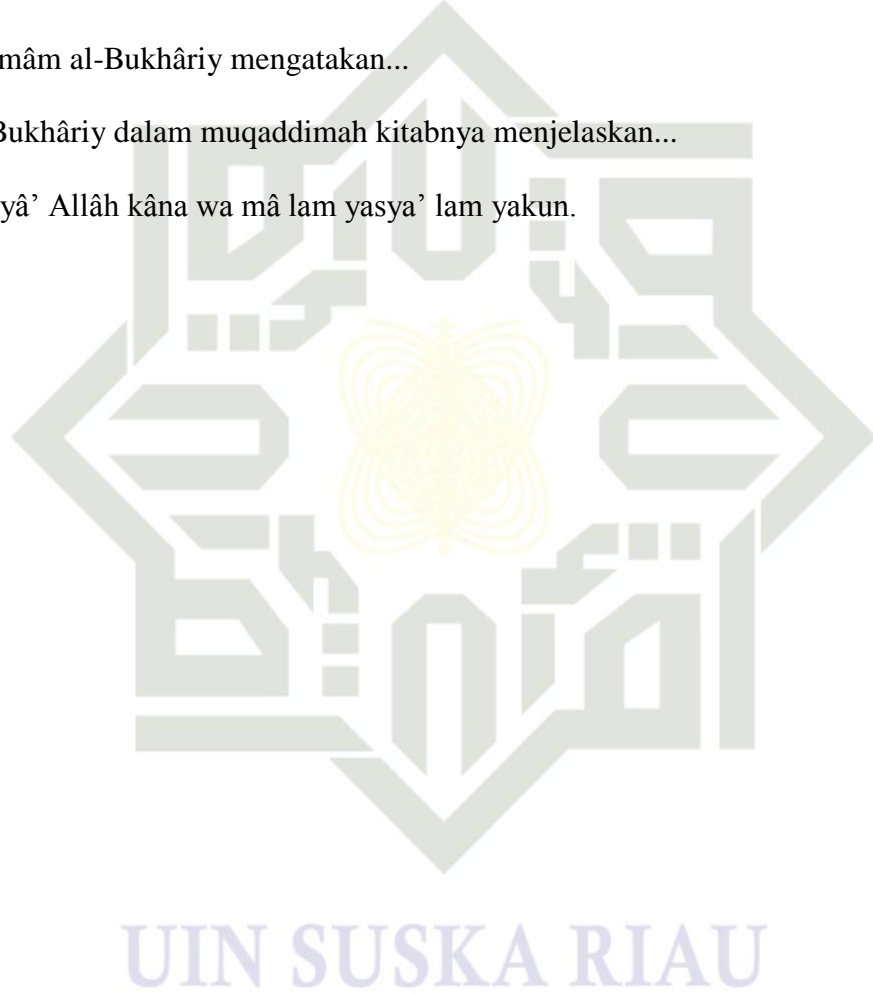 mâm al-Bukhâriy mengatakan...
Bukhâriy dalam muqaddimah kitabnya menjelaskan...
yâ’ Allâh kâna wa mâ lam yasya’ lam yakun.
UIN SUSKA RIAU